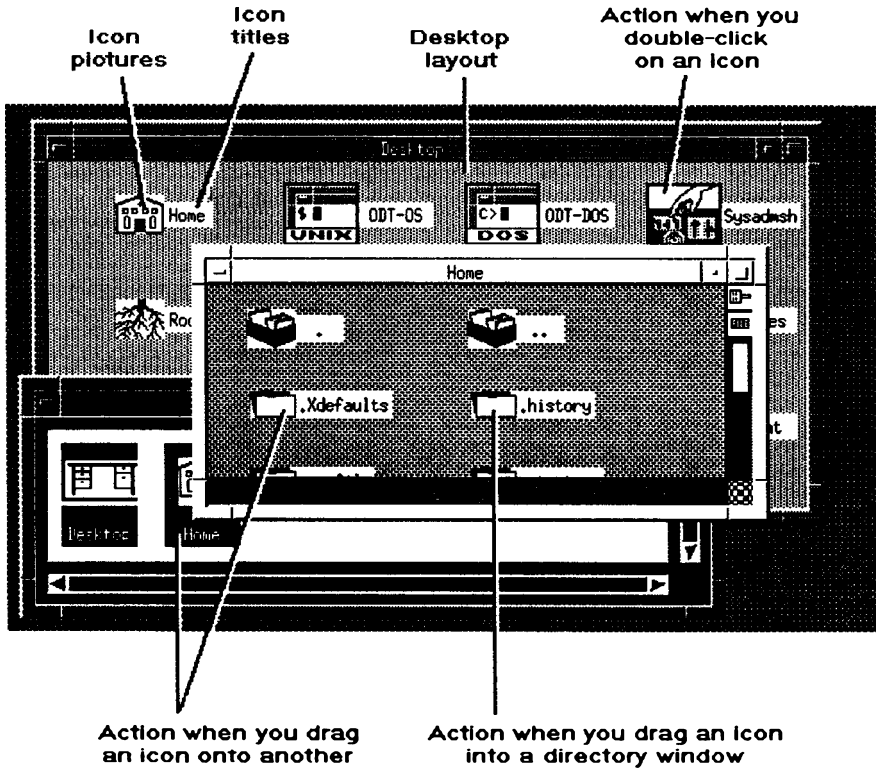 Icon
pictures
Icon
titles
Desktop
layout
Action when you
double-click
on an icon
Desktop
Home
$
UNIX
ODT-OS
C>
DOS
ODT-DOS
Sysadmsh
Home
.
..
.Xdefaults
.history
Desktop
Home
Action when you drag
an icon onto another
Action when you drag an icon
into a directory window